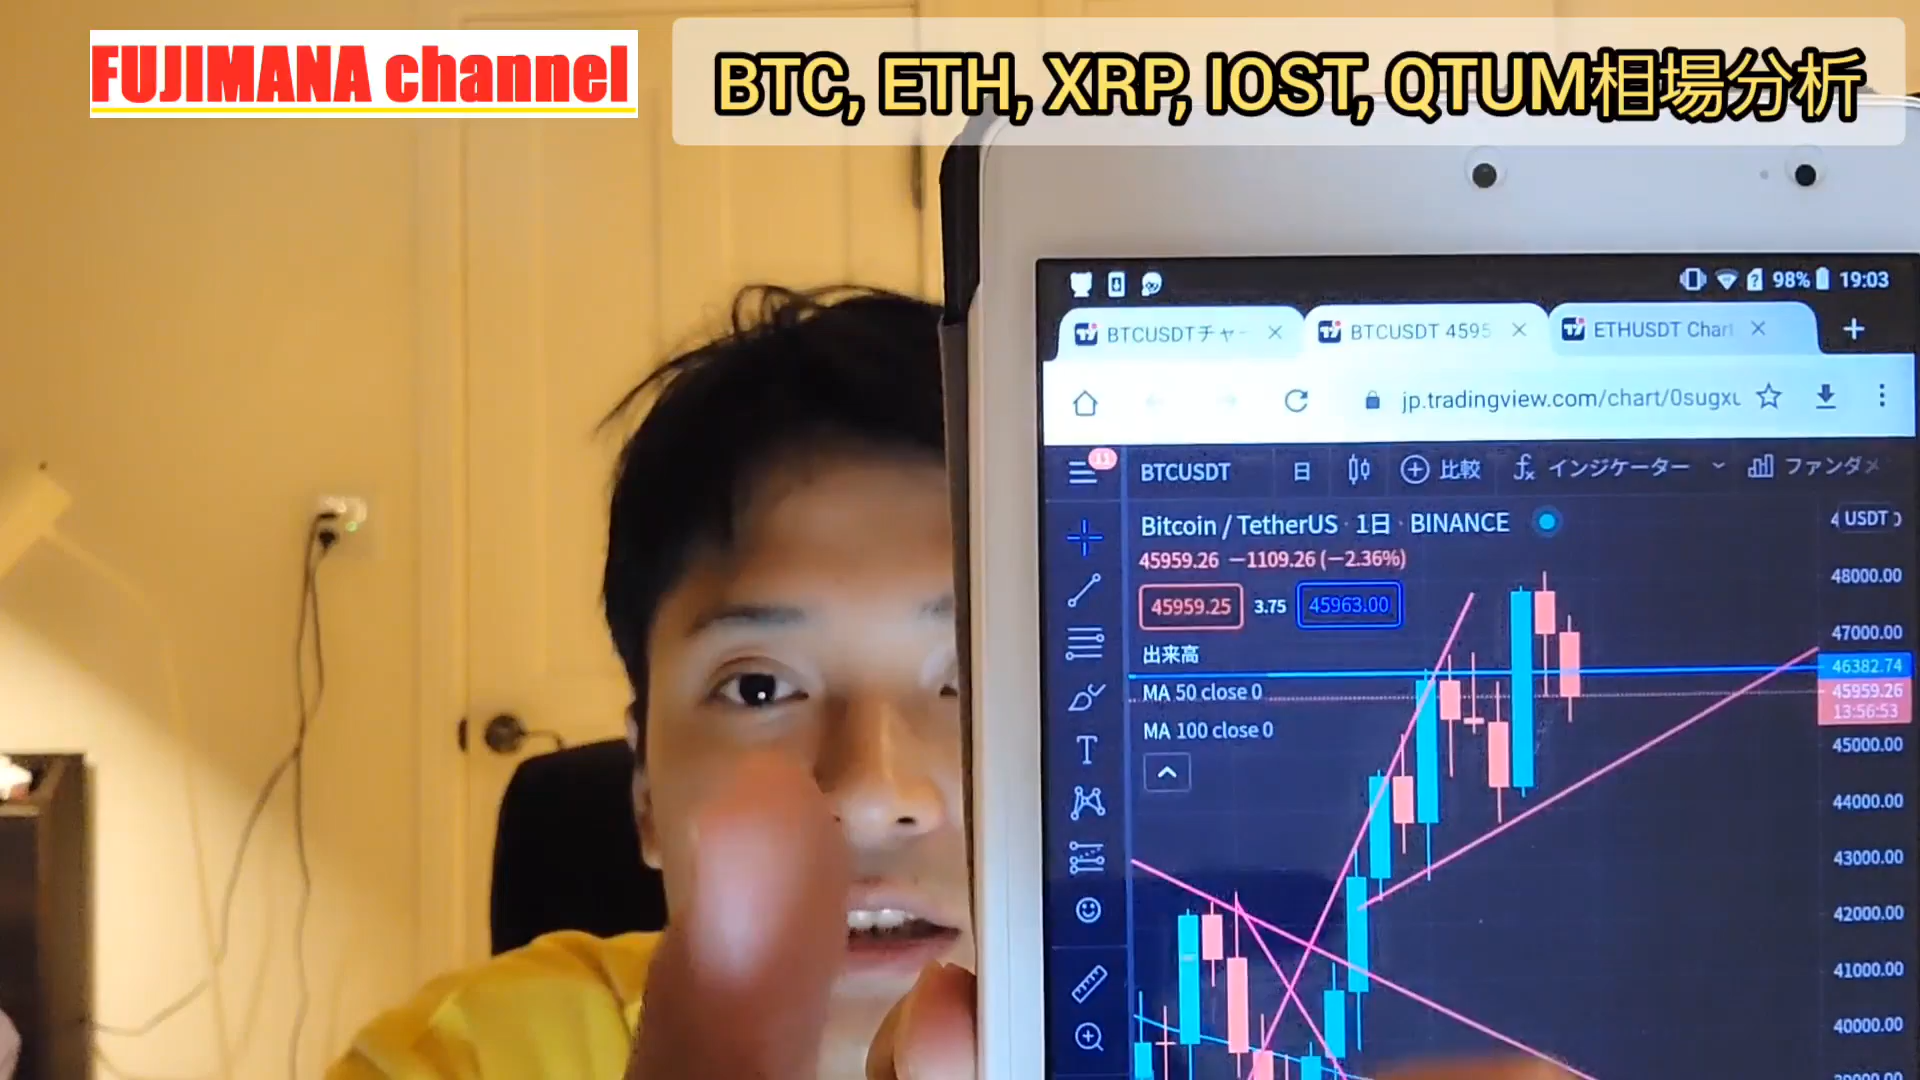 FUJIMANA channel
BTC, ETH, XRP, IOST, QTUM相場分析
98% 19:03
BTCUSDTチャー
BTCUSDT 4595
ETHUSDT Char
jp.tradingview.com/chart/0sugxu
11
BTCUSDT 日 比較 インジケーター ファンダメ
Bitcoin / TetherUS · 1日 · BINANCE
USDT
45959.26 −1109.26 (−2.36%)
45959.25 3.75 45963.00
出来高
MA 50 close 0
MA 100 close 0
48000.00
47000.00
46382.74
45959.26
13:56:53
45000.00
44000.00
43000.00
42000.00
41000.00
40000.00